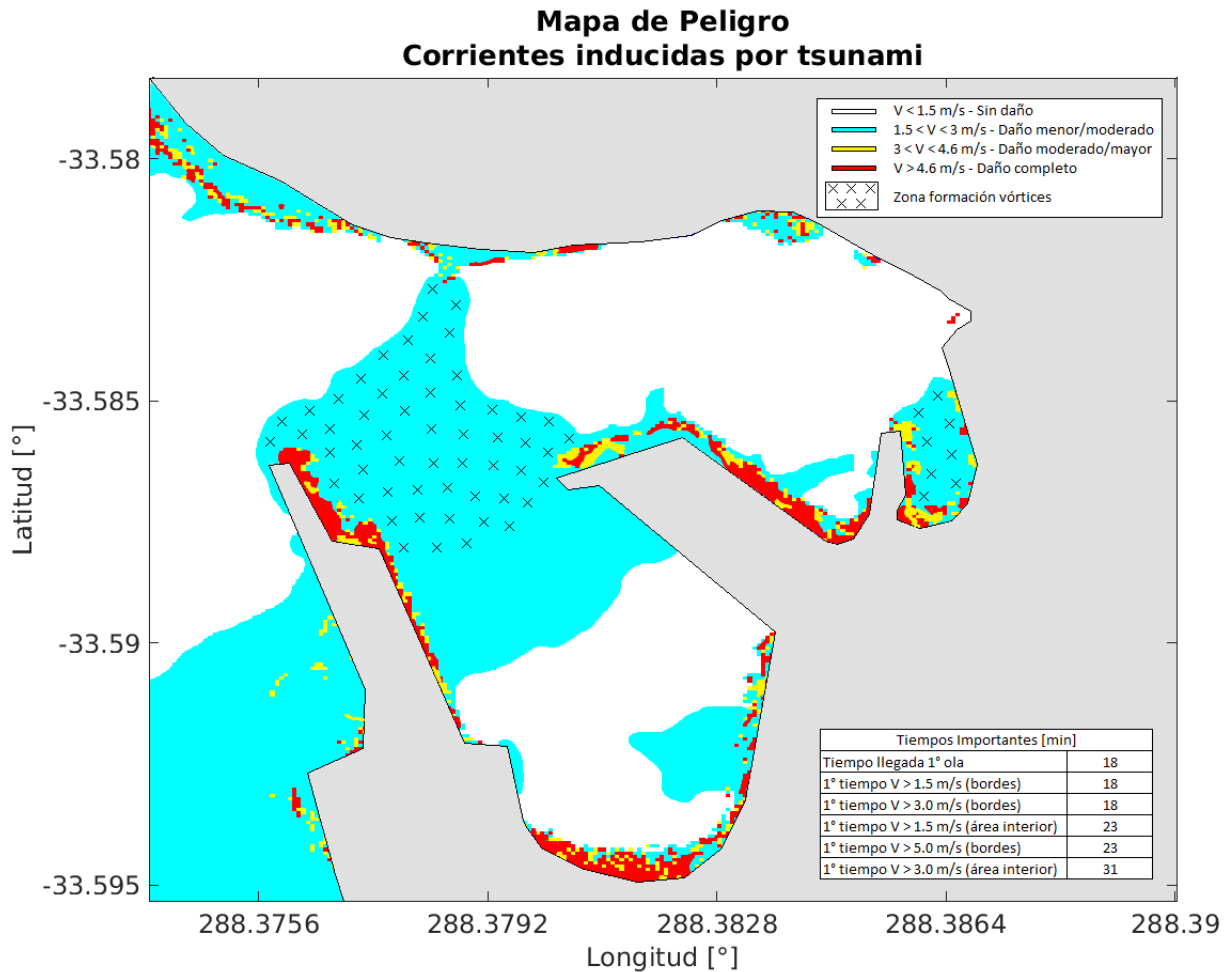 Mapa de Peligro
Corrientes inducidas por tsunami
V < 1.5 m/s - Sin daño
1.5 < V < 3 m/s - Daño menor/moderado
3 < V < 4.6 m/s - Daño moderado/mayor
V > 4.6 m/s - Daño completo
Zona formación vórtices
-33.58
-33.585
-33.59
-33.595
Latitud [°]
Tiempos Importantes [min]
Tiempo llegada 1° ola 18
1° tiempo V > 1.5 m/s (bordes) 18
1° tiempo V > 3.0 m/s (bordes) 18
1° tiempo V > 1.5 m/s (área interior) 23
1° tiempo V > 5.0 m/s (bordes) 23
1° tiempo V > 3.0 m/s (área interior) 31
288.3756 288.3792 288.3828 288.3864 288.39
Longitud [°]